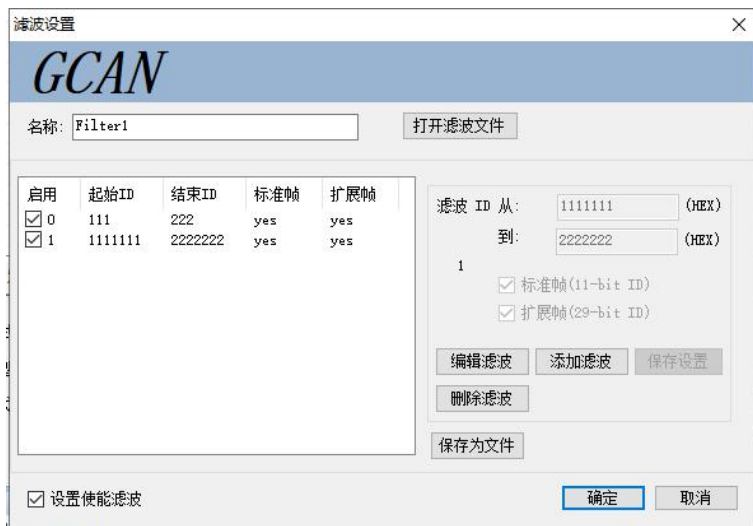 滤波设置
GCAN
名称: Filter1 打开滤波文件
启用 起始ID 结束ID 标准帧 扩展帧
0 111 222 yes yes
1 1111111 2222222 yes yes
滤波 ID 从: 1111111 (HEX)
到: 2222222 (HEX)
1
标准帧(11-bit ID)
扩展帧(29-bit ID)
编辑滤波 添加滤波 保存设置
删除滤波
保存为文件
设置使能滤波 确定 取消